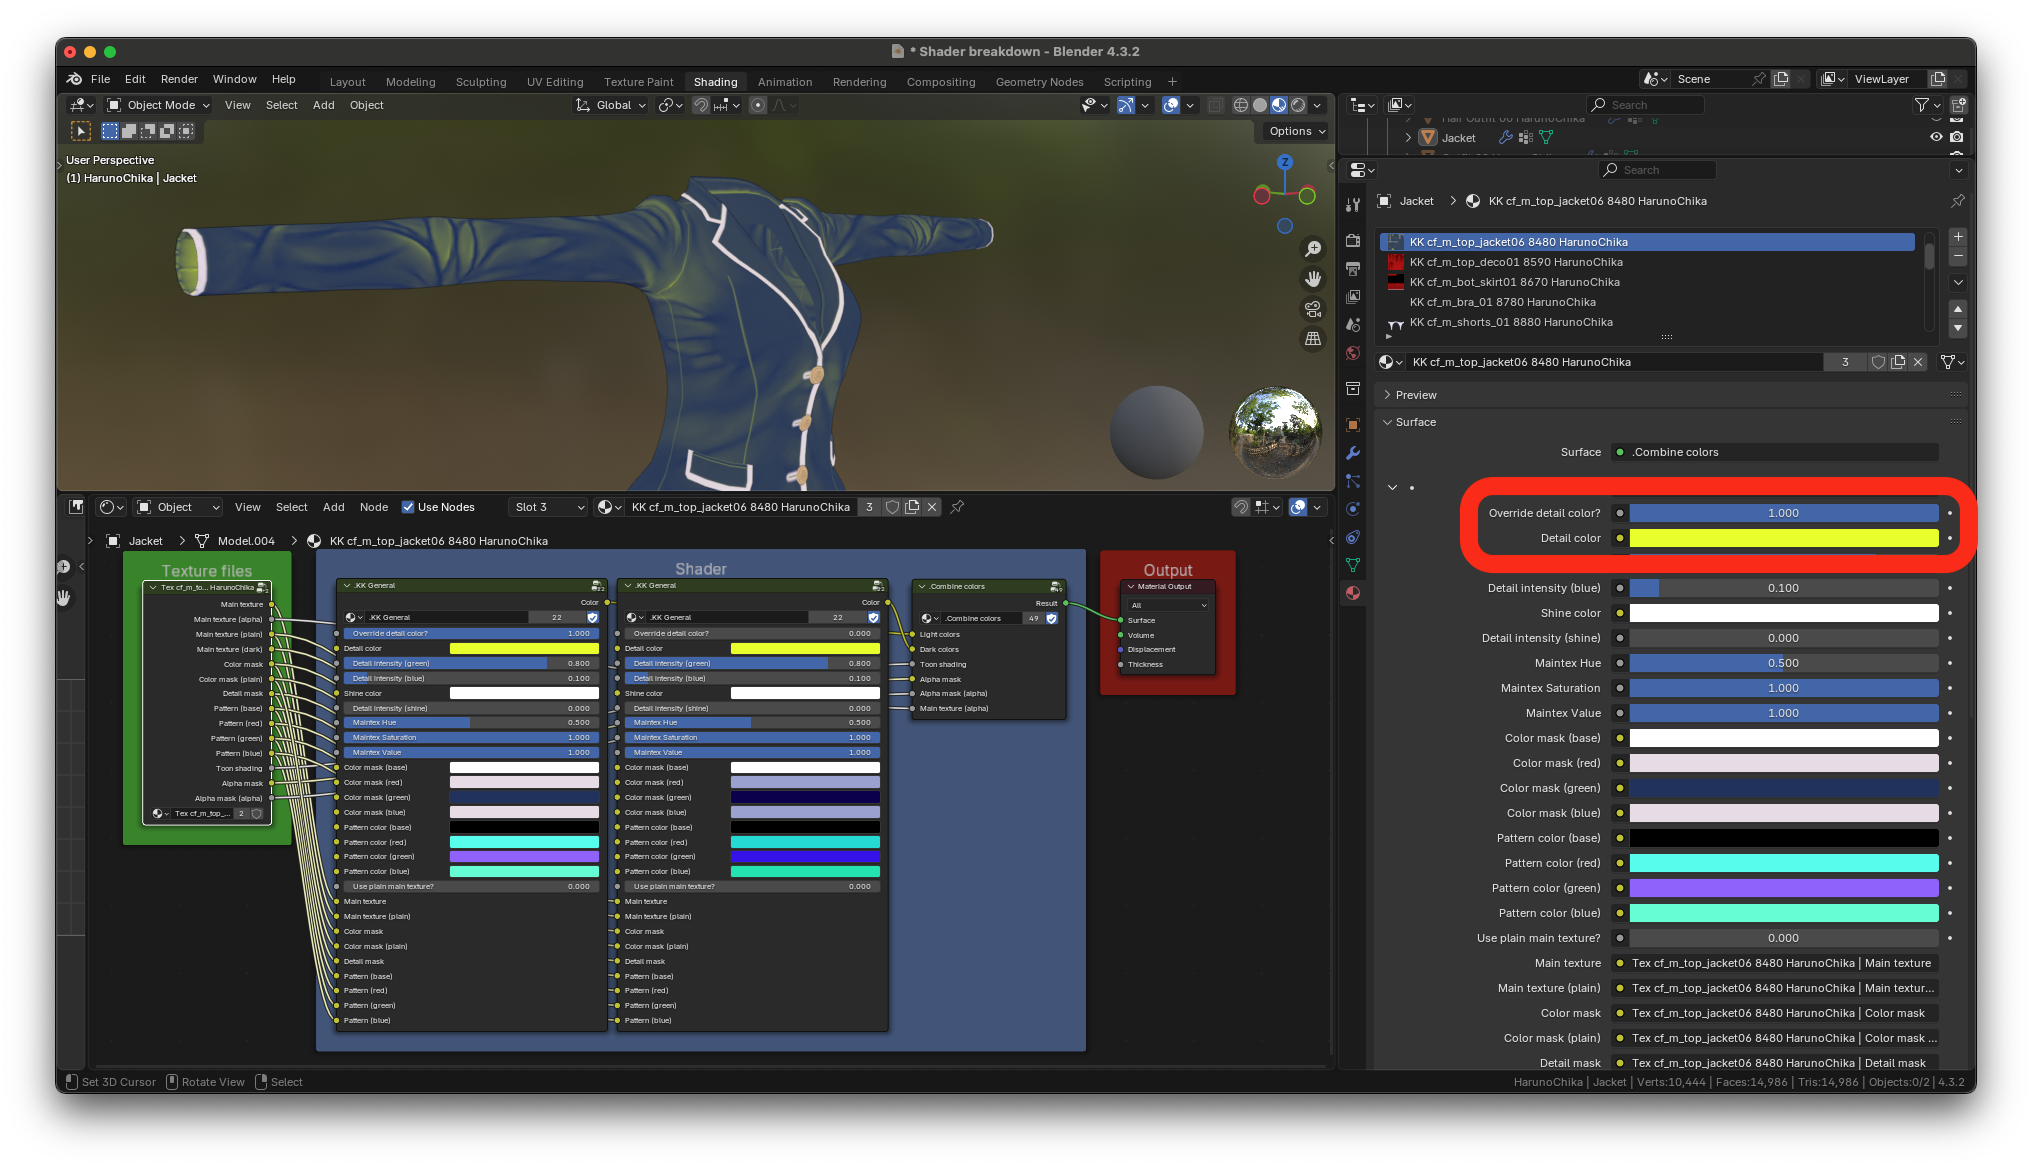 * Shader breakdown - Blender 4.3.2
File Edit Render Window Help
Layout Modeling Sculpting UV Editing Texture Paint Shading Animation Rendering Compositing Geometry Nodes Scripting +
Scene
ViewLayer
Object Mode View Select Add Object
Global
Options
User Perspective
(1) HarunoChika | Jacket
Z
Object View Select Add Node Use Nodes Slot 3 KK cf_m_top_jacket06 8480 HarunoChika 3
Jacket > Model.004 > KK cf_m_top_jacket06 8480 HarunoChika
Texture files
Tex cf_m_to... HarunoChika
Main texture
Main texture (alpha)
Main texture (plain)
Main texture (dark)
Color mask
Color mask (plain)
Detail mask
Pattern (base)
Pattern (red)
Pattern (green)
Pattern (blue)
Toon shading
Alpha mask
Alpha mask (alpha)
Tex cf_m_top_... 2
Shader
.KK General
Color
.KK General 22
Override detail color? 1.000
Detail color
Detail intensity (green) 0.800
Detail intensity (blue) 0.100
Shine color
Detail intensity (shine) 0.000
Maintex Hue 0.500
Maintex Saturation 1.000
Maintex Value 1.000
Color mask (base)
Color mask (red)
Color mask (green)
Color mask (blue)
Pattern color (base)
Pattern color (red)
Pattern color (green)
Pattern color (blue)
Use plain main texture? 0.000
Main texture
Main texture (plain)
Color mask
Color mask (plain)
Detail mask
Pattern (base)
Pattern (red)
Pattern (green)
Pattern (blue)
.KK General
Color
.KK General 22
Override detail color? 0.000
Detail color
Detail intensity (green) 0.800
Detail intensity (blue) 0.100
Shine color
Detail intensity (shine) 0.000
Maintex Hue 0.500
Maintex Saturation 1.000
Maintex Value 1.000
Color mask (base)
Color mask (red)
Color mask (green)
Color mask (blue)
Pattern color (base)
Pattern color (red)
Pattern color (green)
Pattern color (blue)
Use plain main texture? 0.000
Main texture
Main texture (plain)
Color mask
Color mask (plain)
Detail mask
Pattern (base)
Pattern (red)
Pattern (green)
Pattern (blue)
.Combine colors
Result
.Combine colors 49
Light colors
Dark colors
Toon shading
Alpha mask
Alpha mask (alpha)
Main texture (alpha)
Output
Material Output
All
Surface
Volume
Displacement
Thickness
Search
Jacket
Search
Jacket > KK cf_m_top_jacket06 8480 HarunoChika
KK cf_m_top_jacket06 8480 HarunoChika
KK cf_m_top_deco01 8590 HarunoChika
KK cf_m_bot_skirt01 8670 HarunoChika
KK cf_m_bra_01 8780 HarunoChika
KK cf_m_shorts_01 8880 HarunoChika
KK cf_m_top_jacket06 8480 HarunoChika 3
Preview
Surface
Surface .Combine colors
Override detail color? 1.000
Detail color
Detail intensity (blue) 0.100
Shine color
Detail intensity (shine) 0.000
Maintex Hue 0.500
Maintex Saturation 1.000
Maintex Value 1.000
Color mask (base)
Color mask (red)
Color mask (green)
Color mask (blue)
Pattern color (base)
Pattern color (red)
Pattern color (green)
Pattern color (blue)
Use plain main texture? 0.000
Main texture Tex cf_m_top_jacket06 8480 HarunoChika | Main texture
Main texture (plain) Tex cf_m_top_jacket06 8480 HarunoChika | Main textur...
Color mask Tex cf_m_top_jacket06 8480 HarunoChika | Color mask
Color mask (plain) Tex cf_m_top_jacket06 8480 HarunoChika | Color mask ...
Detail mask Tex cf_m_top_jacket06 8480 HarunoChika | Detail mask
Set 3D Cursor Rotate View Select
HarunoChika | Jacket | Verts:10,444 | Faces:14,986 | Tris:14,986 | Objects:0/2 | 4.3.2